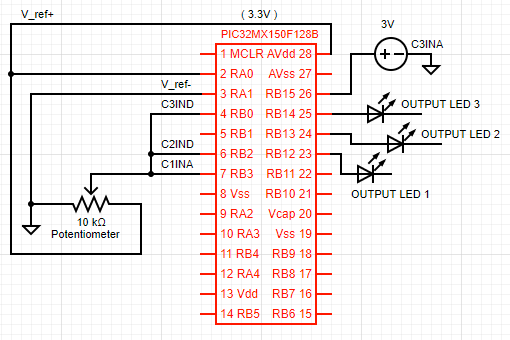 V_ref+
( 3.3V )
3V
PIC32MX150F128B
C3INA
1 MCLR AVdd 28
2 RA0 AVss 27
V_ref-
3 RA1 RB15 26
C3IND
4 RB0 RB14 25
OUTPUT LED 3
5 RB1 RB13 24
OUTPUT LED 2
C2IND
6 RB2 RB12 23
C1INA
7 RB3 RB11 22
OUTPUT LED 1
8 Vss RB10 21
9 RA2 Vcap 20
10 kΩ
Potentiometer
10 RA3 Vss 19
11 RB4 RB9 18
12 RA4 RB8 17
13 Vdd RB7 16
14 RB5 RB6 15